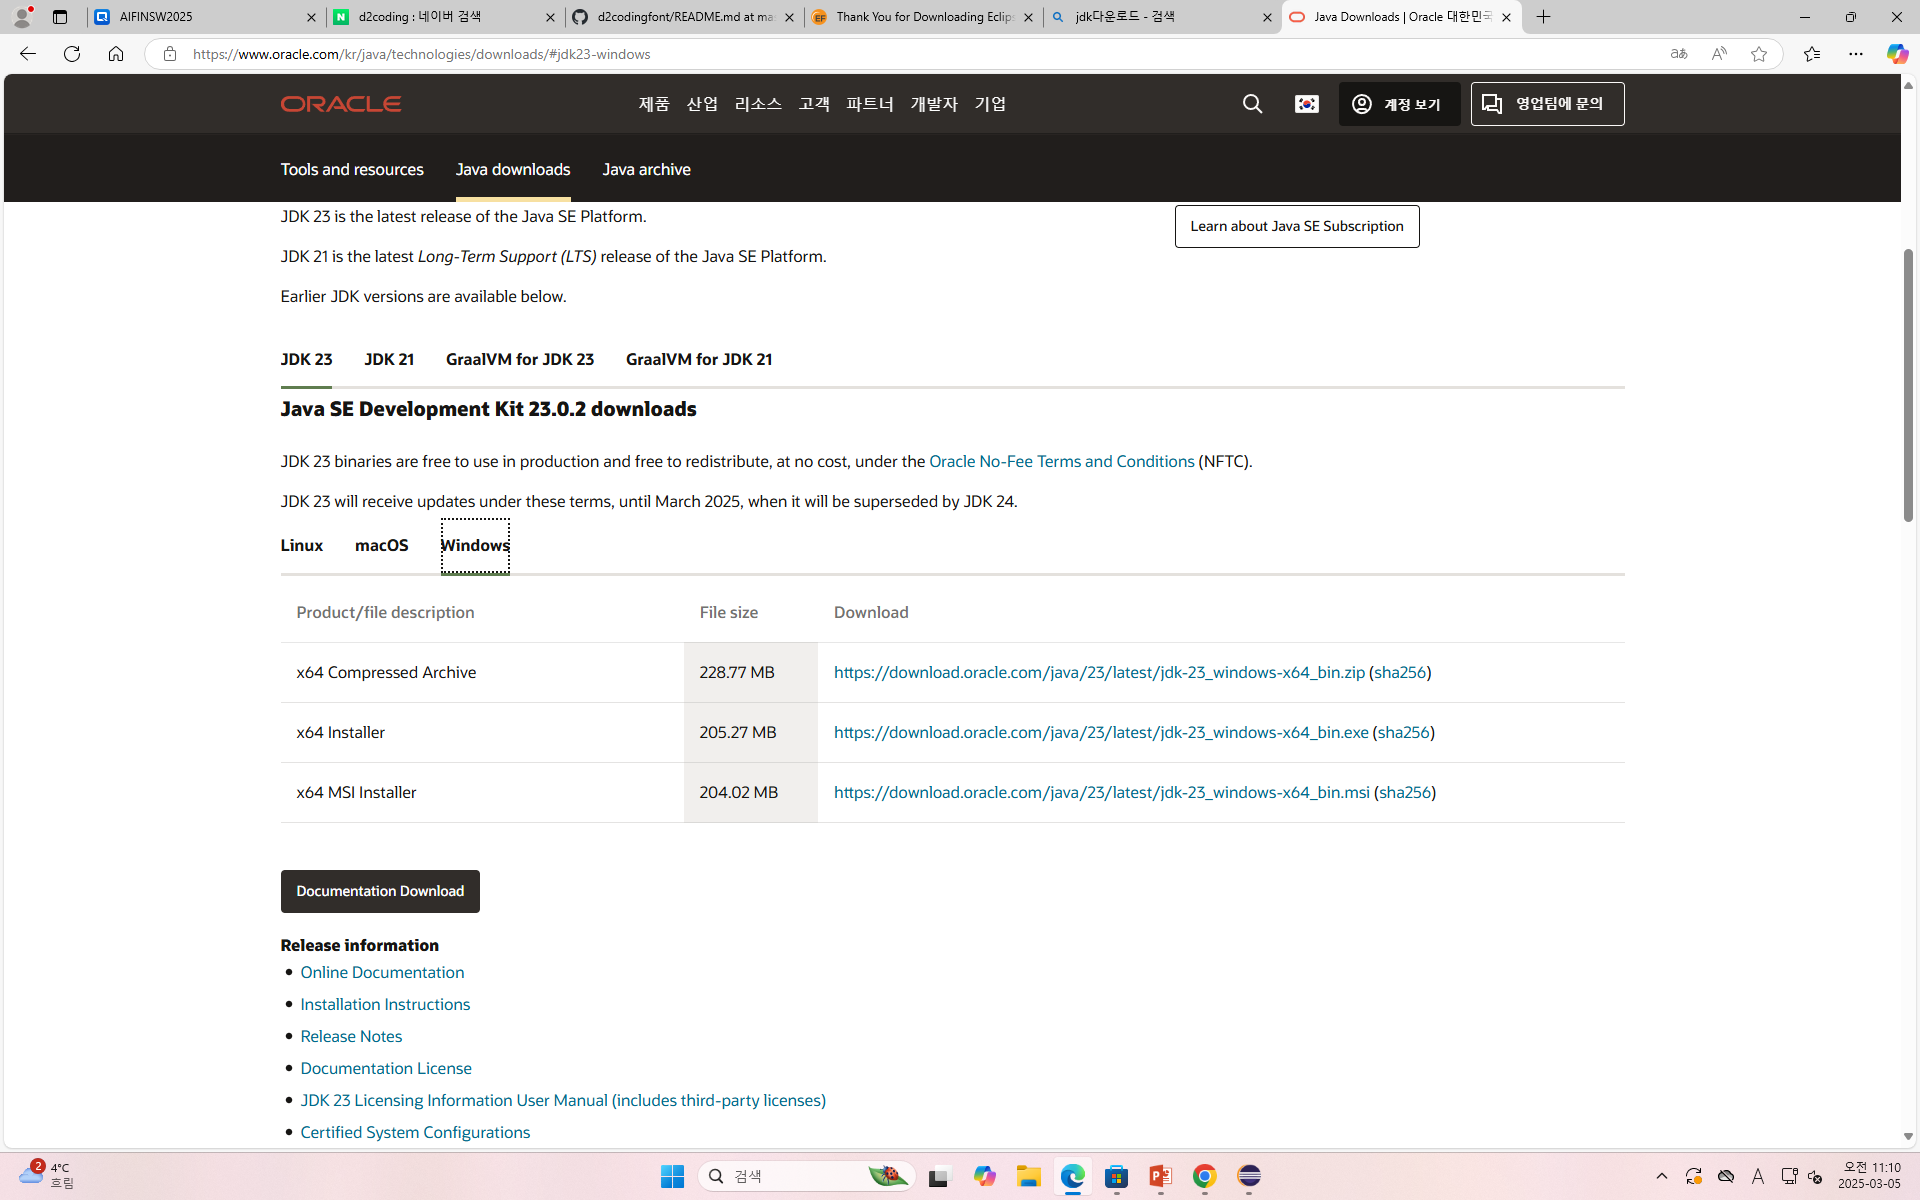 AIFINSW2025
d2coding : 네이버 검색
d2codingfont/README.md at mas
Thank You for Downloading Eclips
jdk다운로드 - 검색
Java Downloads | Oracle 대한민국
https://www.oracle.com/kr/java/technologies/downloads/#jdk23-windows
ORACLE
제품 산업 리소스 고객 파트너 개발자 기업
계정 보기
영업팀에 문의
Tools and resources Java downloads Java archive
JDK 23 is the latest release of the Java SE Platform.
Learn about Java SE Subscription
JDK 21 is the latest Long-Term Support (LTS) release of the Java SE Platform.
Earlier JDK versions are available below.
JDK 23 JDK 21 GraalVM for JDK 23 GraalVM for JDK 21
Java SE Development Kit 23.0.2 downloads
JDK 23 binaries are free to use in production and free to redistribute, at no cost, under the Oracle No-Fee Terms and Conditions (NFTC).
JDK 23 will receive updates under these terms, until March 2025, when it will be superseded by JDK 24.
Linux macOS Windows
Product/file description File size Download
x64 Compressed Archive 228.77 MB https://download.oracle.com/java/23/latest/jdk-23_windows-x64_bin.zip (sha256)
x64 Installer 205.27 MB https://download.oracle.com/java/23/latest/jdk-23_windows-x64_bin.exe (sha256)
x64 MSI Installer 204.02 MB https://download.oracle.com/java/23/latest/jdk-23_windows-x64_bin.msi (sha256)
Documentation Download
Release information
Online Documentation
Installation Instructions
Release Notes
Documentation License
JDK 23 Licensing Information User Manual (includes third-party licenses)
Certified System Configurations
2
4°C
흐림
검색
A
오전 11:10
2025-03-05